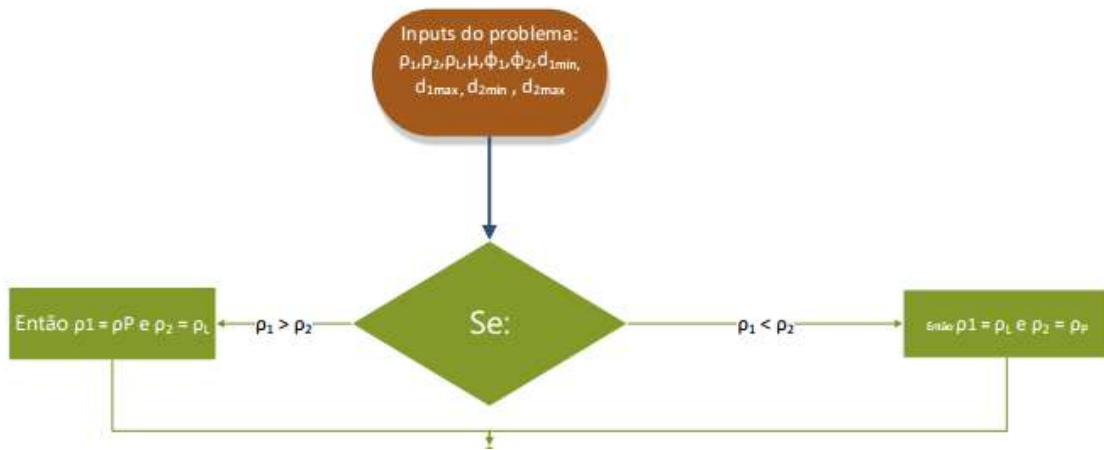 Inputs do problema:
ρ₁,ρ₂,ρL,μ,ϕ₁,ϕ₂,d₁min,
d₁max, d₂min , d₂max
Se:
Então ρ1 = ρP e ρ₂ = ρL
ρ₁ > ρ₂
ρ₁ < ρ₂
Então ρ1 = ρL e ρ₂ = ρP